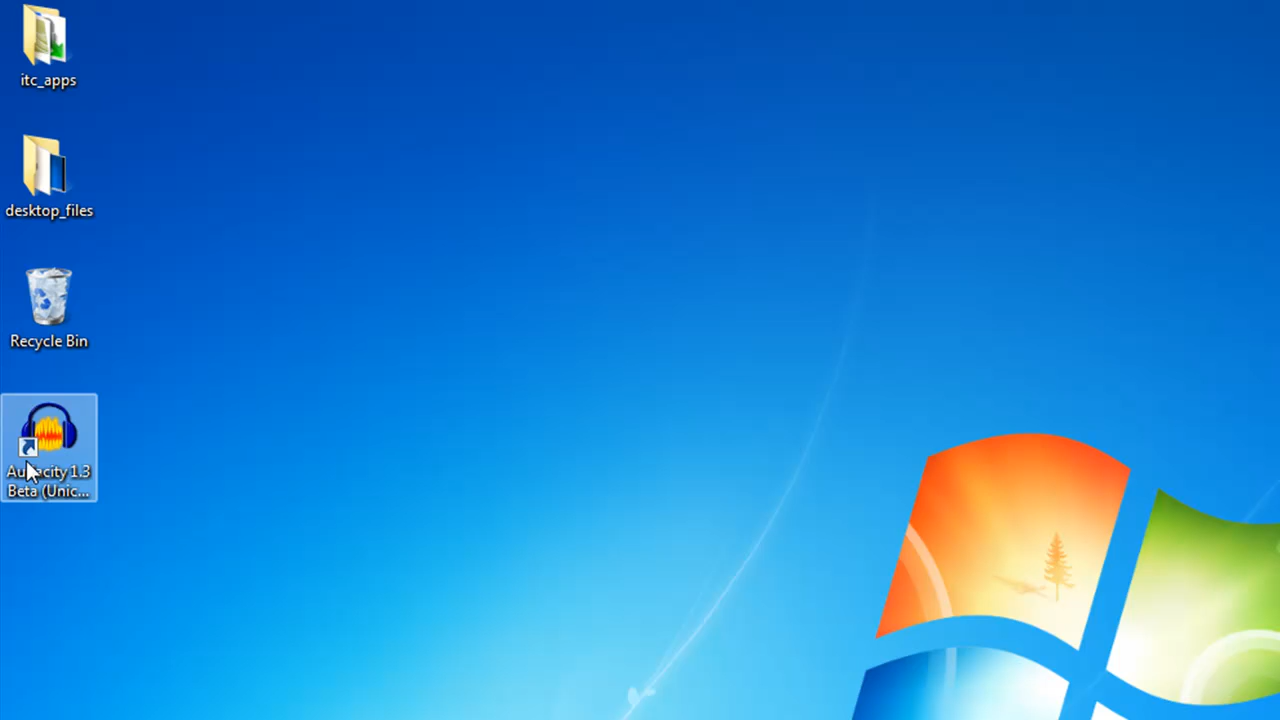 itc_apps
desktop_files
Recycle Bin
Audacity 1.3
Beta (Unic...